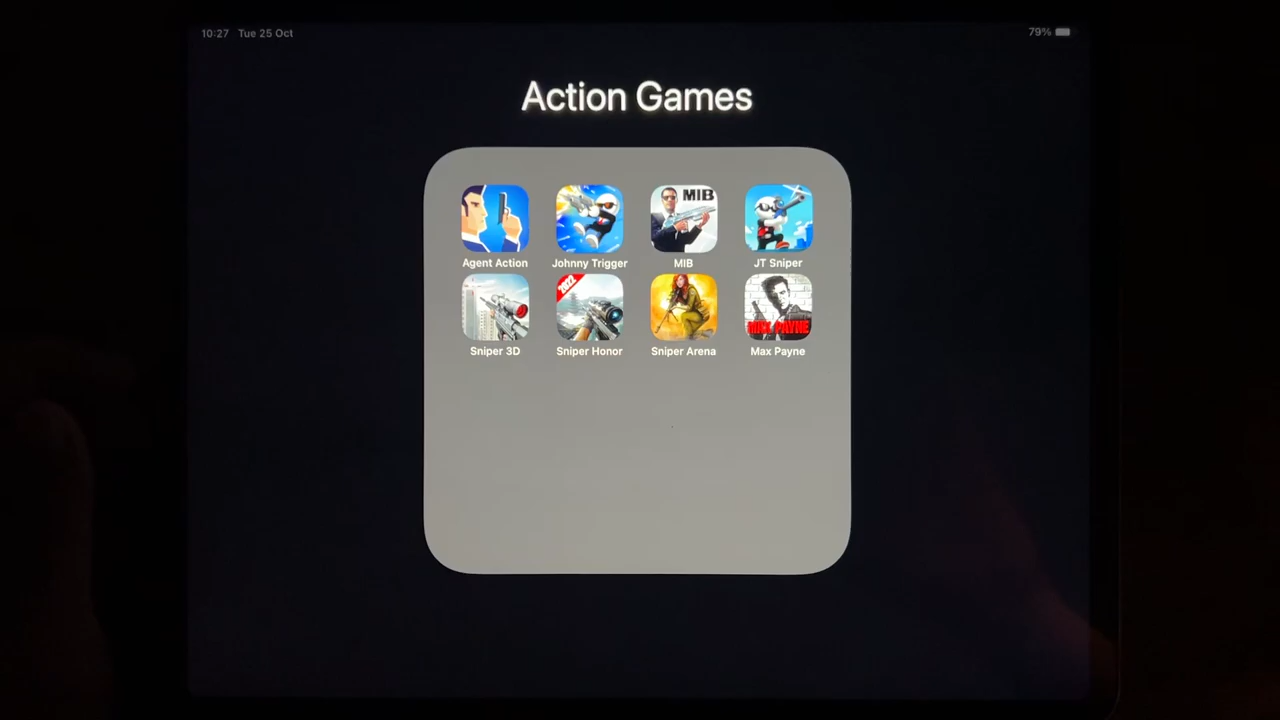 10:27 Tue 25 Oct
79%
Action Games
MIB
Agent Action
Johnny Trigger
MIB
JT Sniper
2022
MAX PAYNE
Sniper 3D
Sniper Honor
Sniper Arena
Max Payne